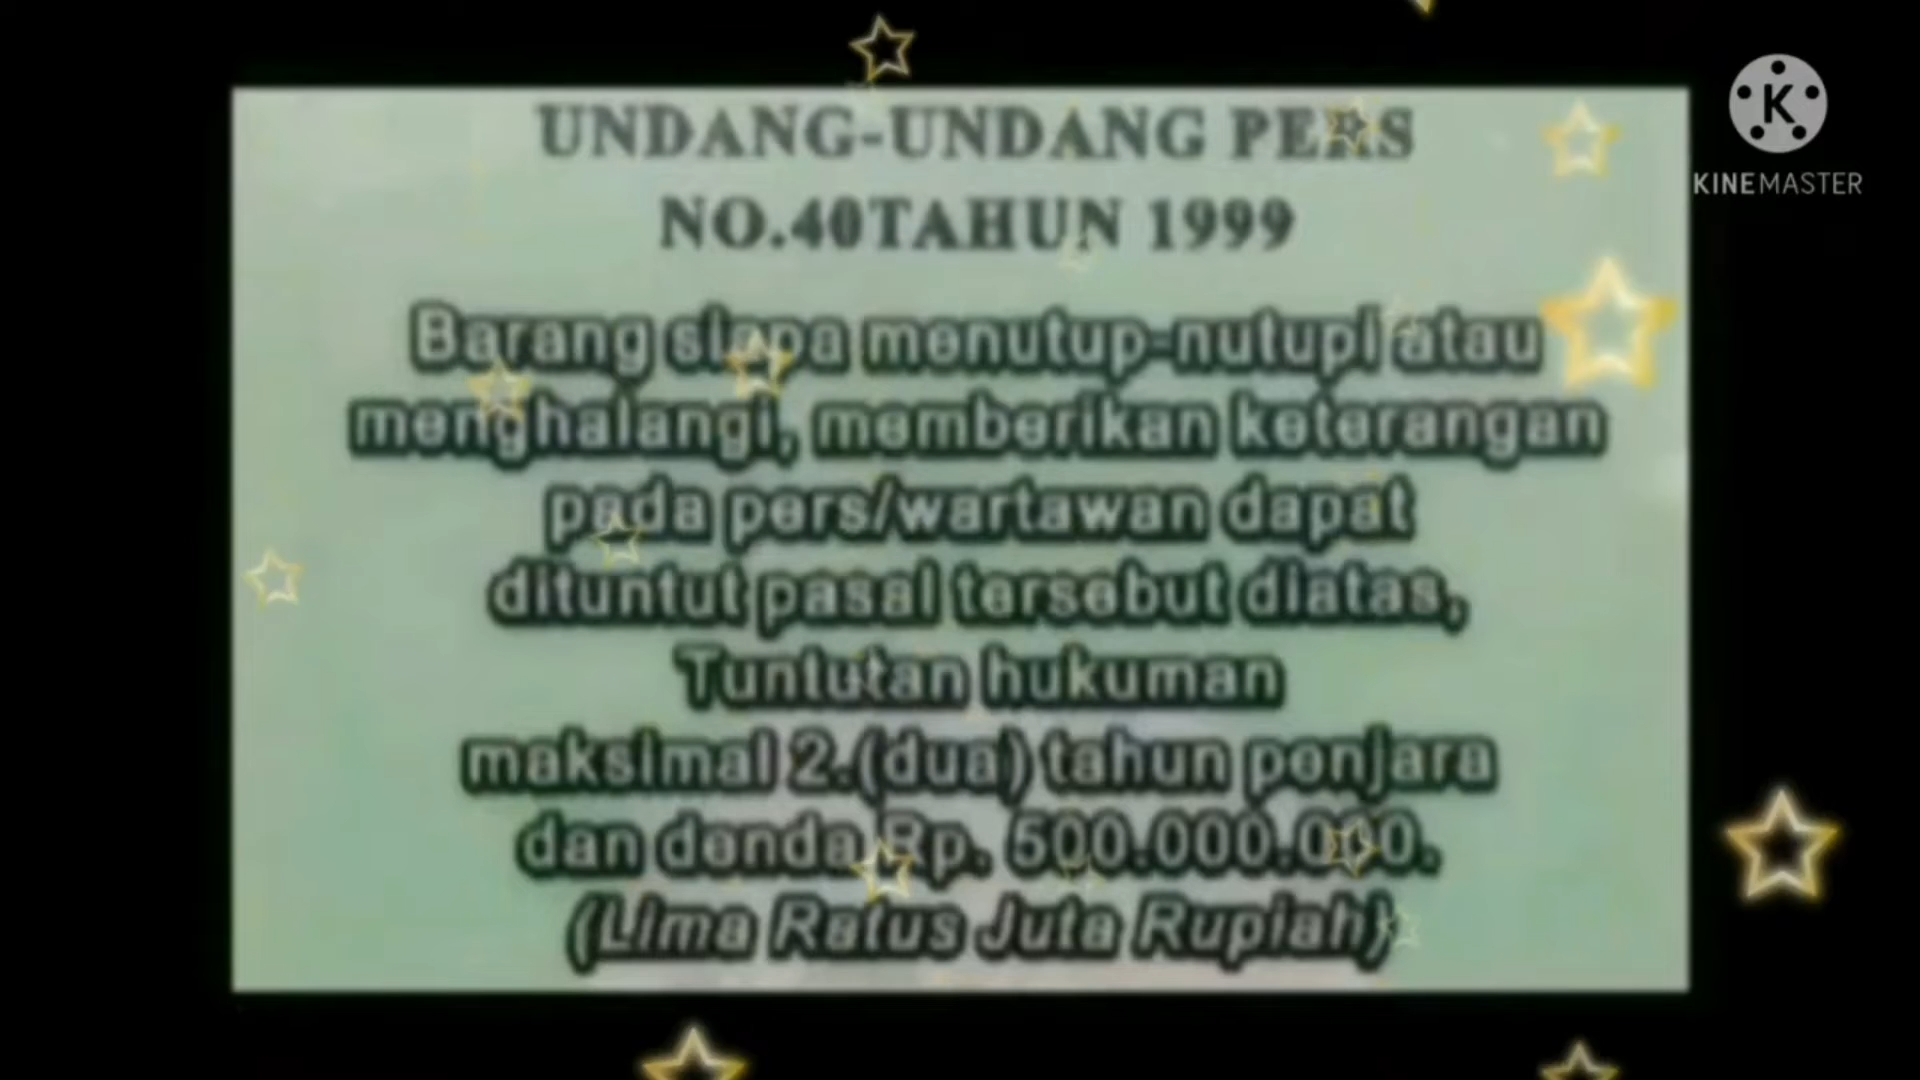 UNDANG-UNDANG PERS
NO.40TAHUN 1999
Barang siapa menutup-nutupi atau
menghalangi, memberikan keterangan
pada pers/wartawan dapat
dituntut pasal tersebut diatas,
Tuntutan hukuman
maksimal 2.(dua) tahun penjara
dan denda Rp. 500.000.000.
(Lima Ratus Juta Rupiah)
K
KINEMASTER